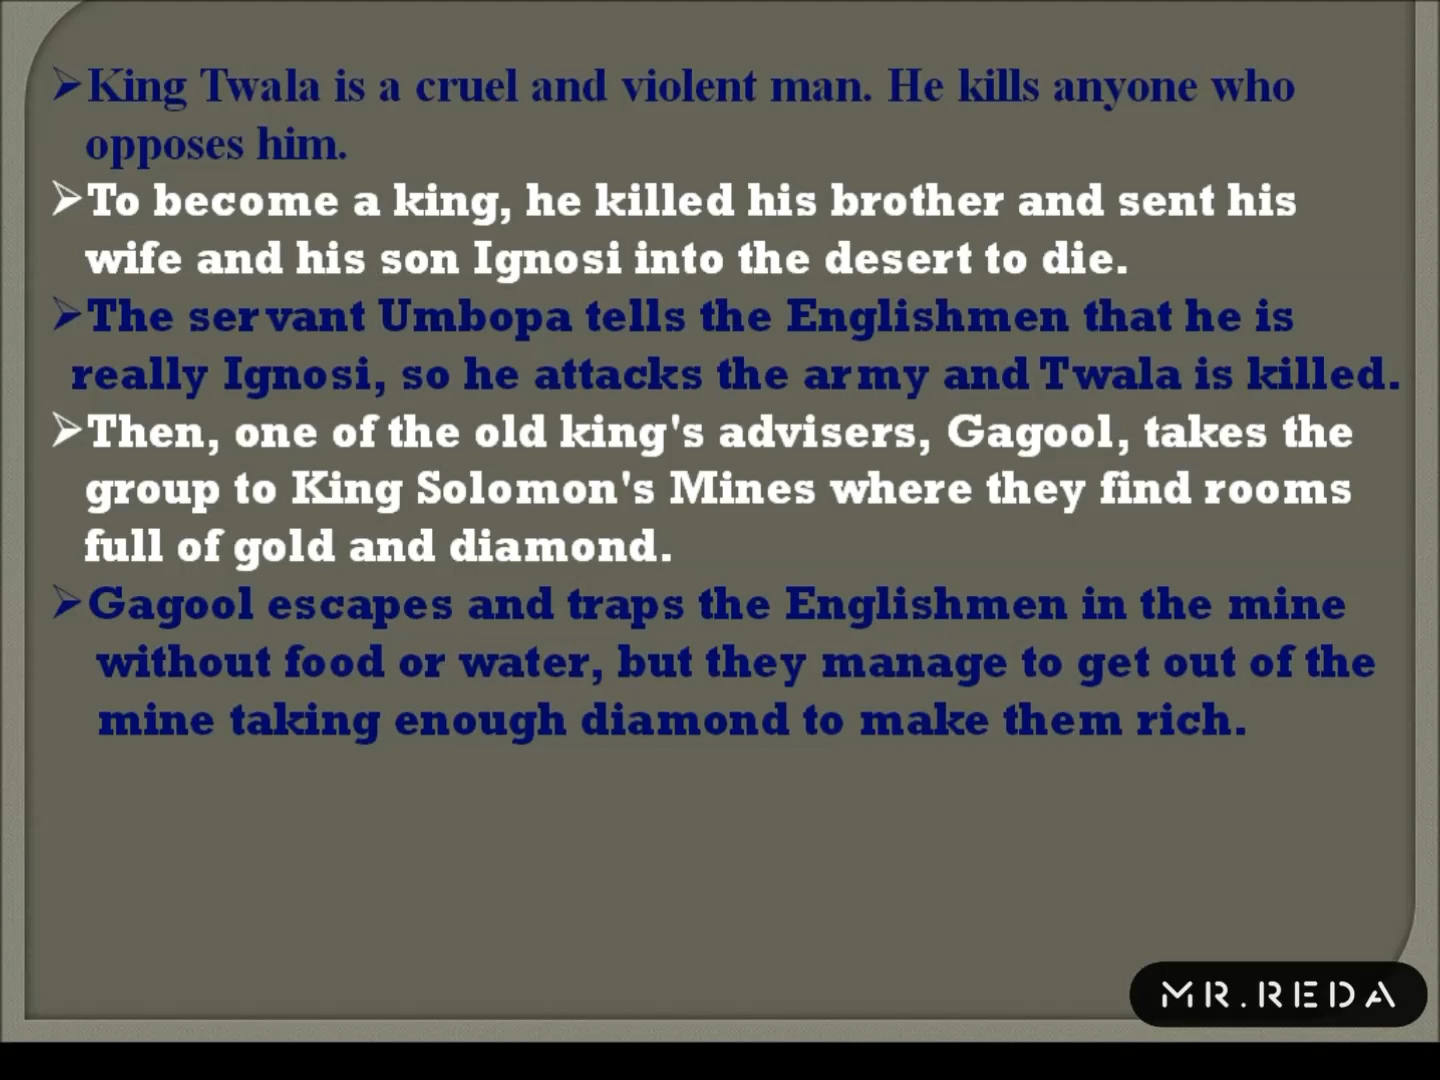 ➢King Twala is a cruel and violent man. He kills anyone who
opposes him.
➢To become a king, he killed his brother and sent his
wife and his son Ignosi into the desert to die.
➢The servant Umbopa tells the Englishmen that he is
really Ignosi, so he attacks the army and Twala is killed.
➢Then, one of the old king's advisers, Gagool, takes the
group to King Solomon's Mines where they find rooms
full of gold and diamond.
➢Gagool escapes and traps the Englishmen in the mine
without food or water, but they manage to get out of the
mine taking enough diamond to make them rich.
MR.REDA